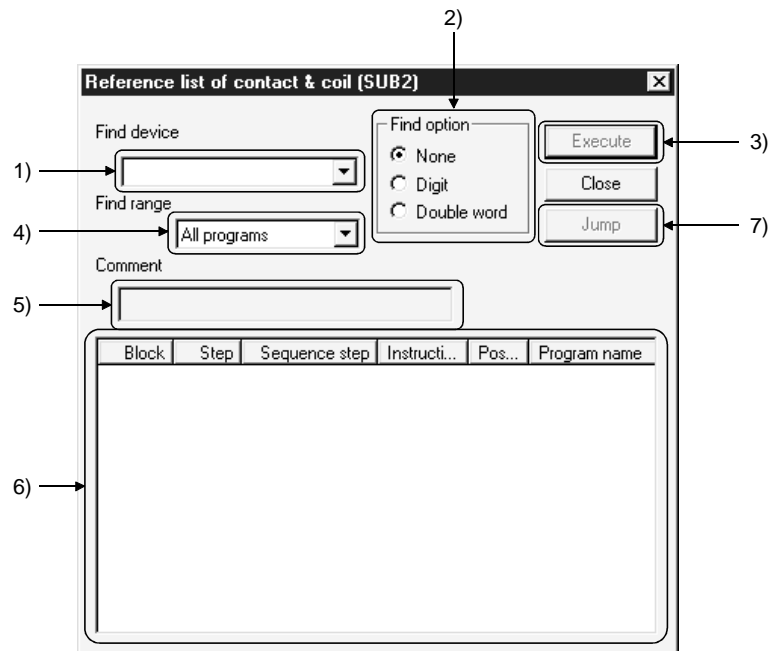 2)
Reference list of contact & coil (SUB2)
Find device
1)
Find option
None
Digit
Double word
Execute
3)
Close
Jump
7)
Find range
4)
All programs
Comment
5)
Block Step Sequence step Instructi... Pos... Program name
6)